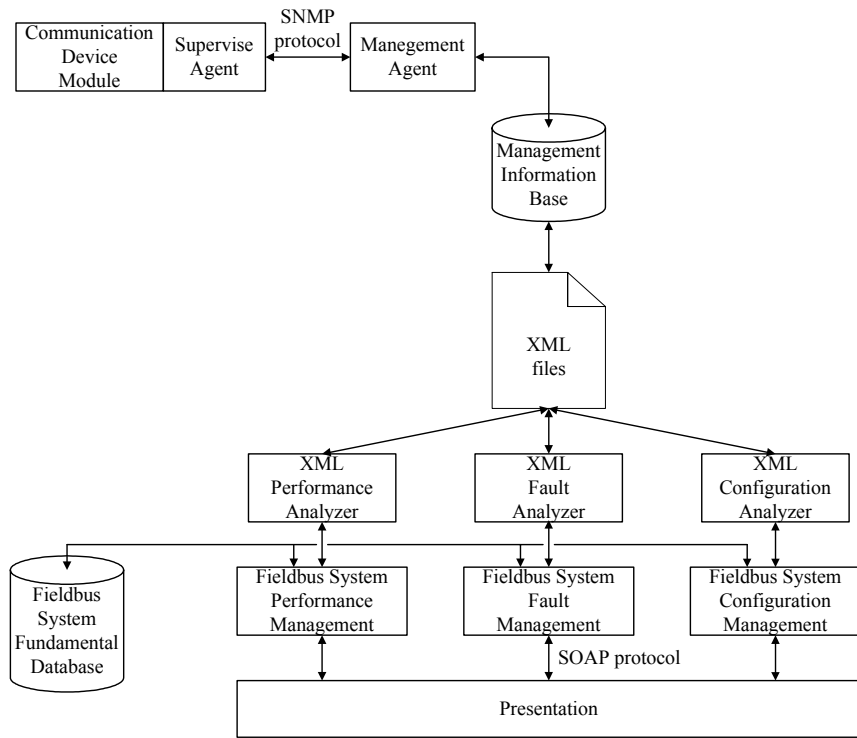 Communication
Device
Module
Supervise
Agent
SNMP
protocol
Manegement
Agent
Management
Information
Base
XML
files
XML
Performance
Analyzer
XML
Fault
Analyzer
XML
Configuration
Analyzer
Fieldbus
System
Fundamental
Database
Fieldbus System
Performance
Management
Fieldbus System
Fault
Management
Fieldbus System
Configuration
Management
SOAP protocol
Presentation